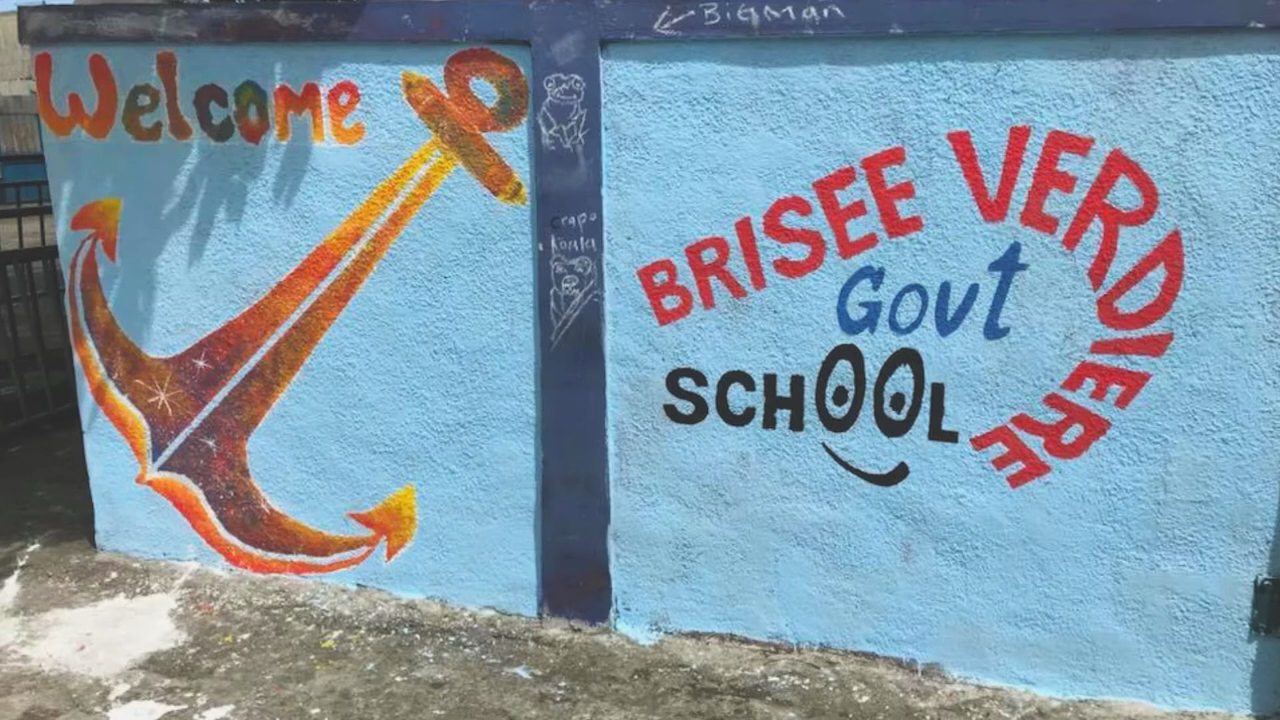 Bigman
Welcome
crapo
koala
BRISEE VERDIERE
Govt
SCHOOL